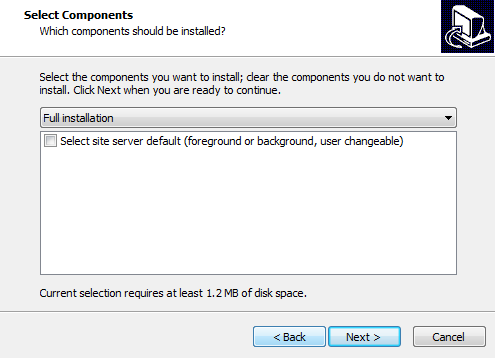 Select Components
Which components should be installed?
Select the components you want to install; clear the components you do not want to
install. Click Next when you are ready to continue.
Full installation
Select site server default (foreground or background, user changeable)
Current selection requires at least 1.2 MB of disk space.
< Back
Next >
Cancel